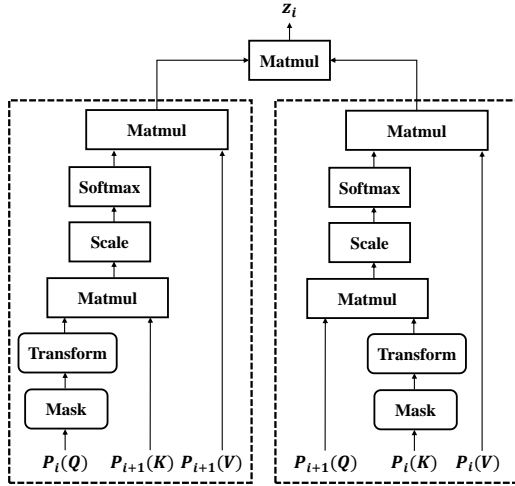 z_i
Matmul
Matmul
Matmul
Softmax
Softmax
Scale
Scale
Matmul
Matmul
Transform
Transform
Mask
Mask
P_i(Q) P_{i+1}(K) P_{i+1}(V) P_{i+1}(Q) P_i(K) P_i(V)